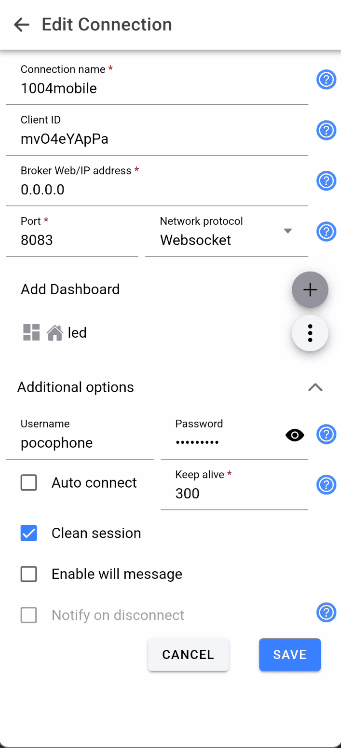 Edit Connection
Connection name *
1004mobile
Client ID
mvO4eYApPa
Broker Web/IP address *
0.0.0.0
Port * Network protocol
8083 Websocket
Add Dashboard
led
Additional options
Username Password
pocophone •••••••••
Auto connect Keep alive *
300
Clean session
Enable will message
Notify on disconnect
CANCEL SAVE